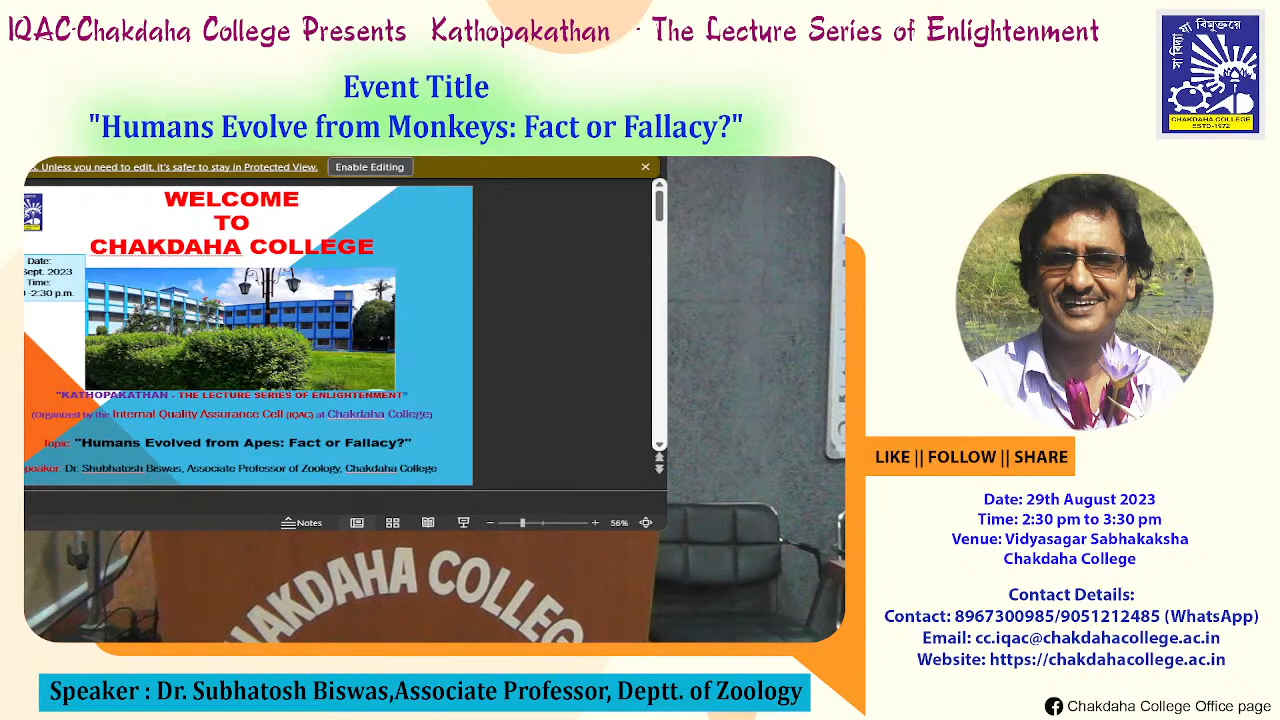 IQAC-Chakdaha College Presents Kathopakathan - The Lecture Series of Enlightenment
সা বিদ্যা যা বিমুক্তয়ে
CHAKDAHA COLLEGE
ESTD-1972
Event Title
"Humans Evolve from Monkeys: Fact or Fallacy?"
Unless you need to edit, it's safer to stay in Protected View.
Enable Editing
WELCOME
TO
CHAKDAHA COLLEGE
Date:
Sept. 2023
Time:
-2:30 p.m.
"KATHOPAKATHAN - THE LECTURE SERIES OF ENLIGHTENMENT"
(Organized by the Internal Quality Assurance Cell (IQAC) at Chakdaha College)
Topic: "Humans Evolved from Apes: Fact or Fallacy?"
peaker: Dr. Shubhatosh Biswas, Associate Professor of Zoology, Chakdaha College
Notes
56%
HAKDAHA COLLEG
Speaker : Dr. Subhatosh Biswas,Associate Professor, Deptt. of Zoology
LIKE || FOLLOW || SHARE
Date: 29th August 2023
Time: 2:30 pm to 3:30 pm
Venue: Vidyasagar Sabhakaksha
Chakdaha College
Contact Details:
Contact: 8967300985/9051212485 (WhatsApp)
Email: cc.iqac@chakdahacollege.ac.in
Website: https://chakdahacollege.ac.in
Chakdaha College Office page